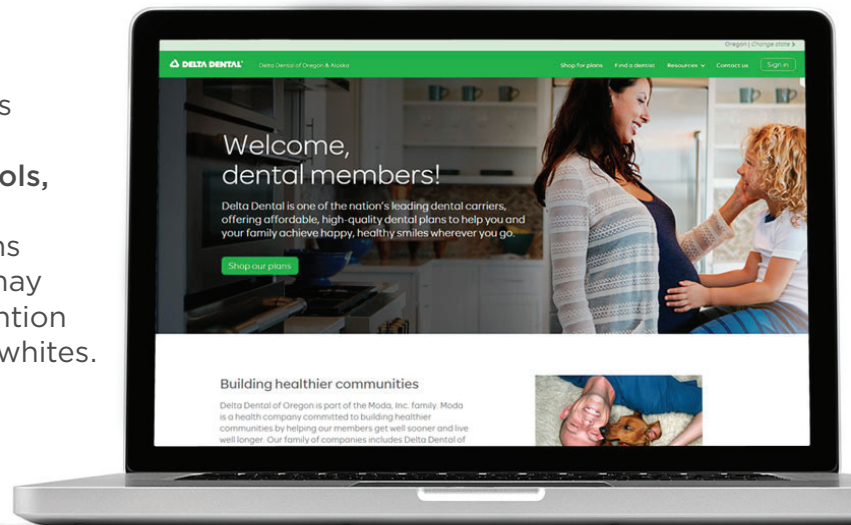 s
ols,
ns
may
ntion
whites.
Oregon | Change state >
DELTA DENTAL
Delta Dental of Oregon & Alaska
Shop for plans Find a dentist Resources Contact us Sign in
Welcome,
dental members!
Delta Dental is one of the nation's leading dental carriers,
offering affordable, high-quality dental plans to help you and
your family achieve happy, healthy smiles wherever you go.
Shop our plans
Building healthier communities
Delta Dental of Oregon is part of the Moda, Inc. family. Moda
is a health company committed to building healthier
communities by helping our members get well sooner and live
well longer. Our family of companies includes Delta Dental of